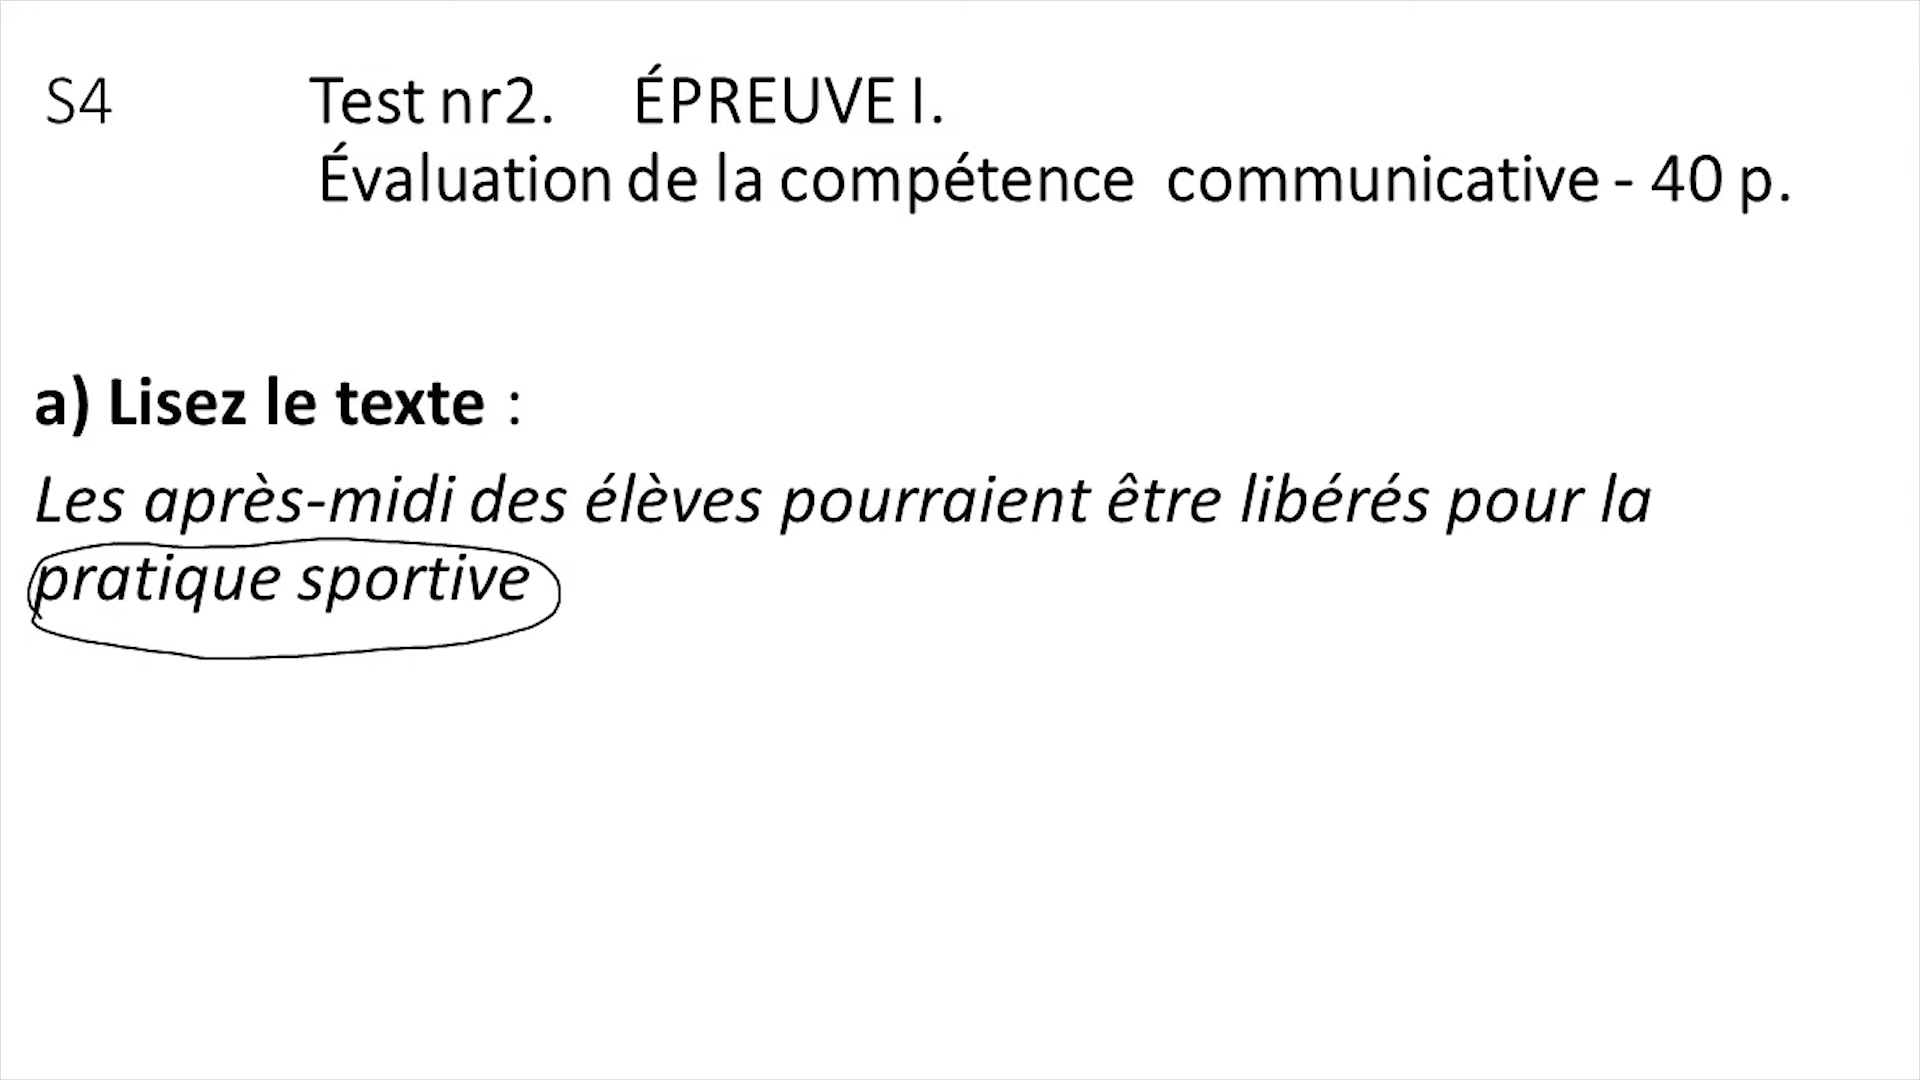 S4 Test nr2. ÉPREUVE I.
Évaluation de la compétence communicative - 40 p.
a) Lisez le texte :
Les après-midi des élèves pourraient être libérés pour la
pratique sportive